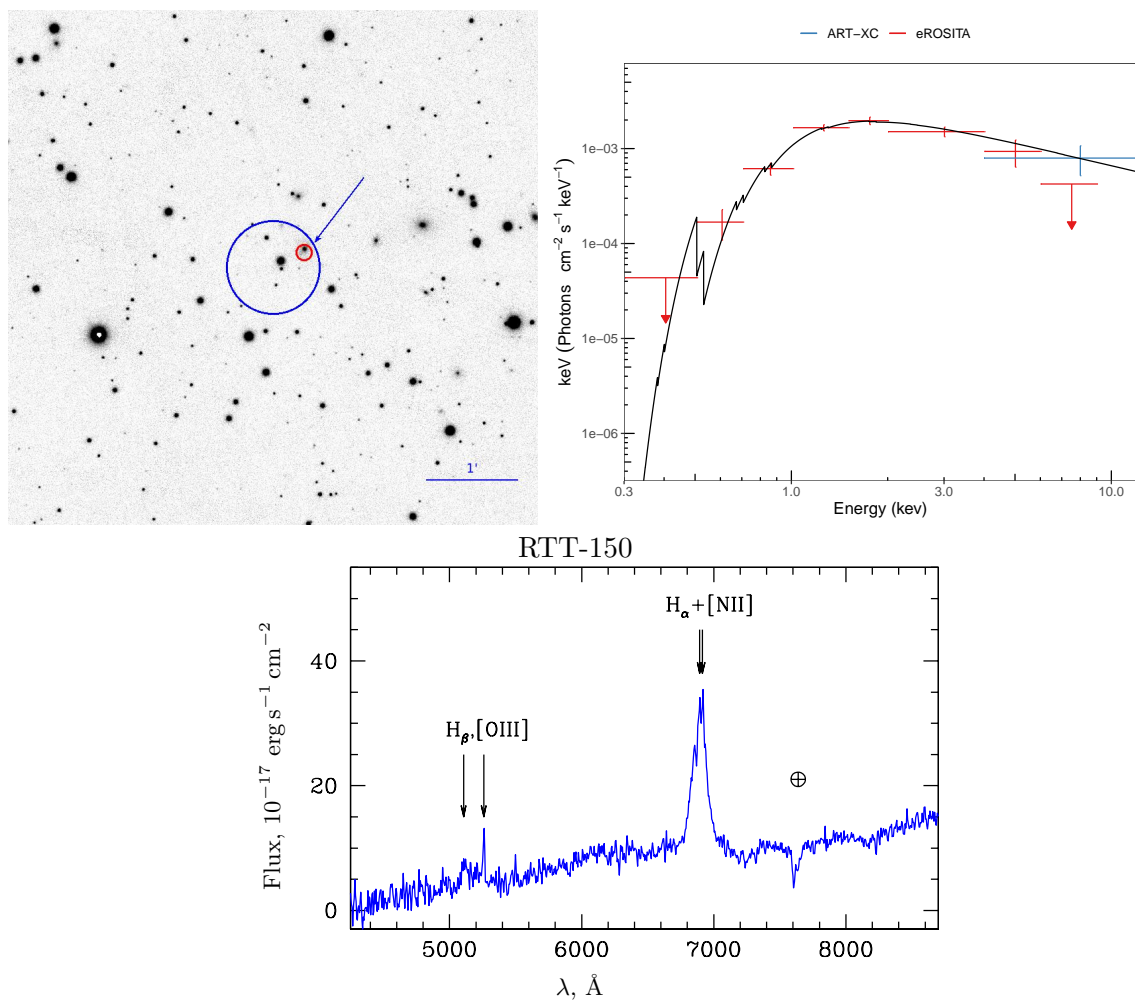 1'
ART−XC eROSITA
keV (Photons cm−2 s−1 keV−1)
1e−03
1e−04
1e−05
1e−06
0.3 1.0 3.0 10.0
Energy (kev)
RTT-150
Flux, 10−17 erg s−1 cm−2
Hα+[NII]
Hβ,[OIII]
⊕
40
20
0
5000 6000 7000 8000
λ, Å